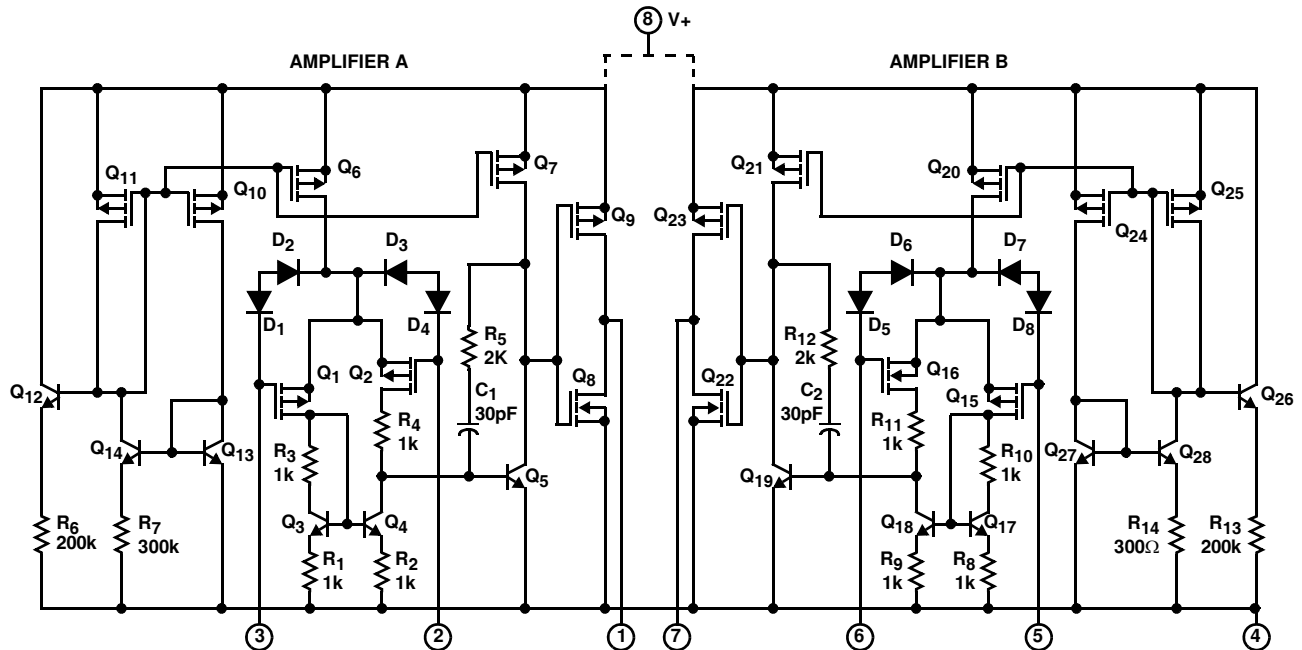 8 V+
AMPLIFIER A
AMPLIFIER B
Q11
Q10
Q6
Q7
Q21
Q20
Q25
Q24
Q9
Q23
D2
D3
D6
D7
D1
D4
D5
D8
R5
2K
R12
2k
Q12
Q1
Q2
C1
30pF
Q8
Q22
C2
30pF
Q16
Q15
Q26
R4
1k
R11
1k
Q14
Q13
R3
1k
R10
1k
Q27
Q28
Q5
Q19
R6
200k
R7
300k
Q3
Q4
Q18
Q17
R14
300Ω
R13
200k
R1
1k
R2
1k
R9
1k
R8
1k
3
2
1
7
6
5
4